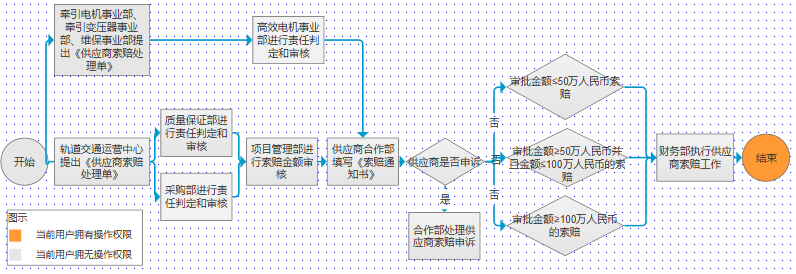 牵引电机事业部、
牵引变压器事业
部、维保事业部提
出《供应商索赔处
理单》
高效电机事业
部进行责任判
定和审核
开始
轨道交通运营中心
提出《供应商索赔
处理单》
质量保证部进
行责任判定和
审核
采购部进行责
任判定和审核
项目管理部进
行索赔金额审
核
供应商合作部
填写《索赔通
知书》
供应商是否申诉
是
合作部处理供
应商索赔申诉
否
审批金额≤50万人民币索
赔
否
审批金额≥50万人民币并
且金额≤100万人民币的索
赔
否
审批金额≥100万人民币
的索赔
财务部执行供应
商索赔工作
结束
图示
当前用户拥有操作权限
当前用户拥无操作权限